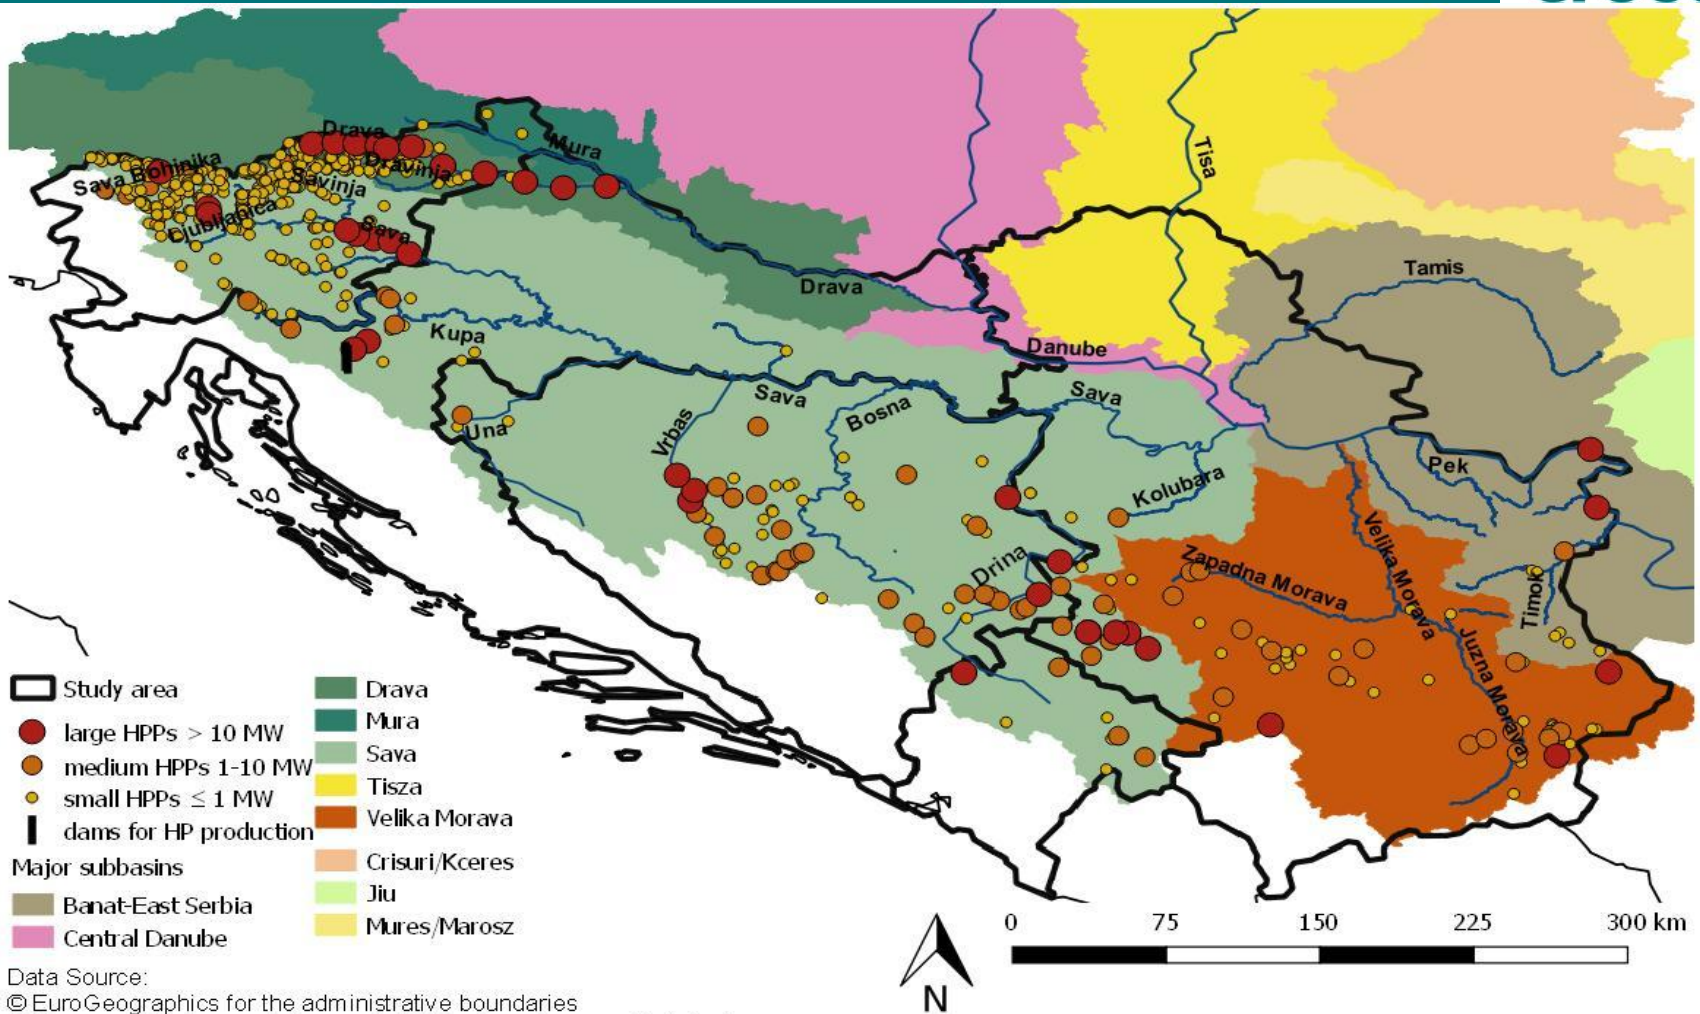 Drava
Mura
Dravinja
Sava Bohinika
Savinja
Ljubljanica
Sava
Tisa
Drava
Tamis
Kupa
Danube
Sava
Bosna
Sava
Vrbas
Una
Pek
Kolubara
Drina
Zapadna Morava
Velika Morava
Timok
Juzna Morava
Study area
large HPPs > 10 MW
medium HPPs 1-10 MW
small HPPs ≤ 1 MW
dams for HP production
Major subbasins
Banat-East Serbia
Central Danube
Drava
Mura
Sava
Tisza
Velika Morava
Crisuri/Kceres
Jiu
Mures/Marosz
0 75 150 225 300 km
N
Data Source:
© EuroGeographics for the administrative boundaries